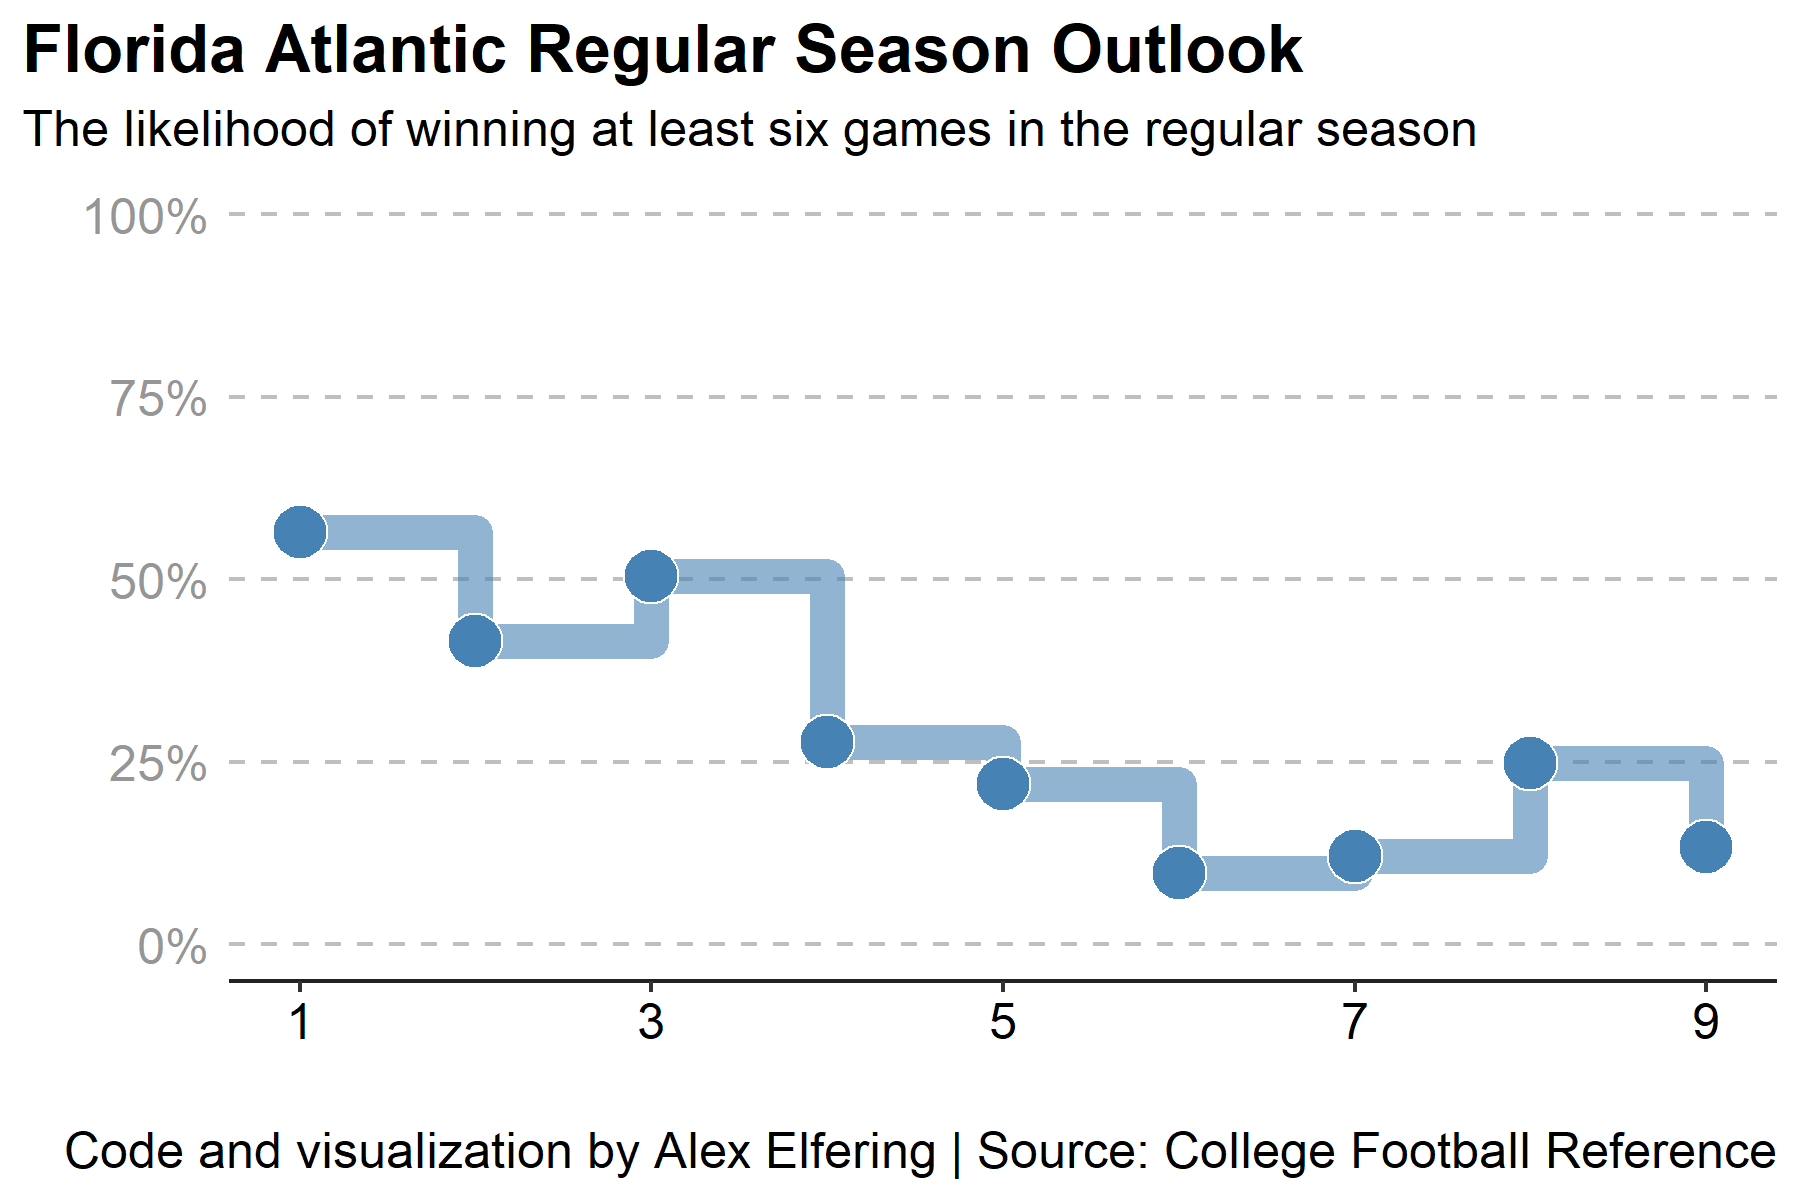 Florida Atlantic Regular Season Outlook
The likelihood of winning at least six games in the regular season
100%
75%
50%
25%
0%
1 3 5 7 9
Code and visualization by Alex Elfering | Source: College Football Reference